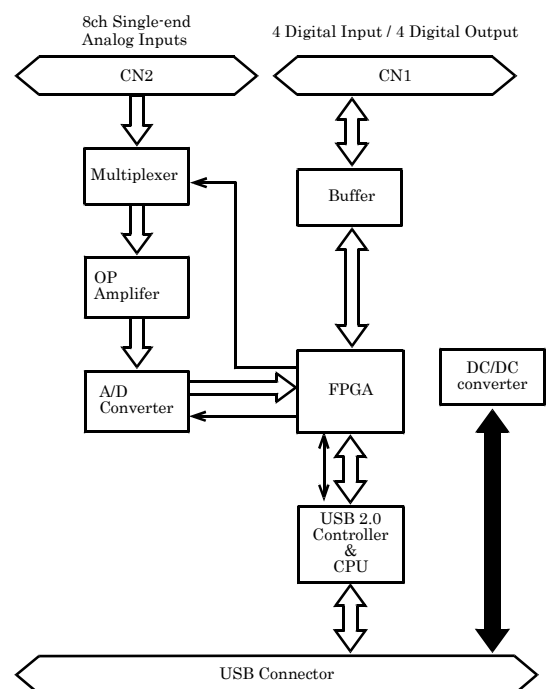 8ch Single-end
Analog Inputs
4 Digital Input / 4 Digital Output
CN2
CN1
Multiplexer
Buffer
OP
Amplifer
A/D
Converter
FPGA
DC/DC
converter
USB 2.0
Controller
&
CPU
USB Connector